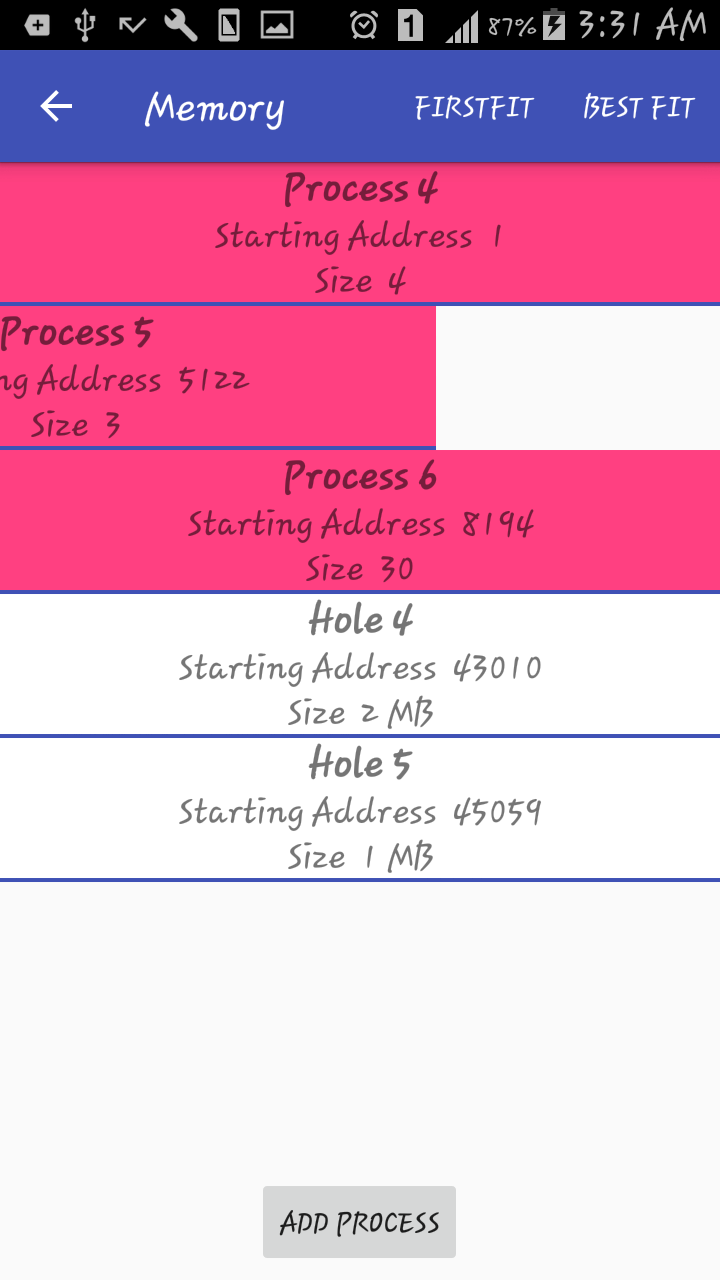 1 87% 3:31 AM
Memory FIRSTFIT BEST FIT
Process 4
Starting Address 1
Size 4
Process 5
ng Address 5122
Size 3
Process 6
Starting Address 8194
Size 30
Hole 4
Starting Address 43010
Size 2 MB
Hole 5
Starting Address 45059
Size 1 MB
ADD PROCESS